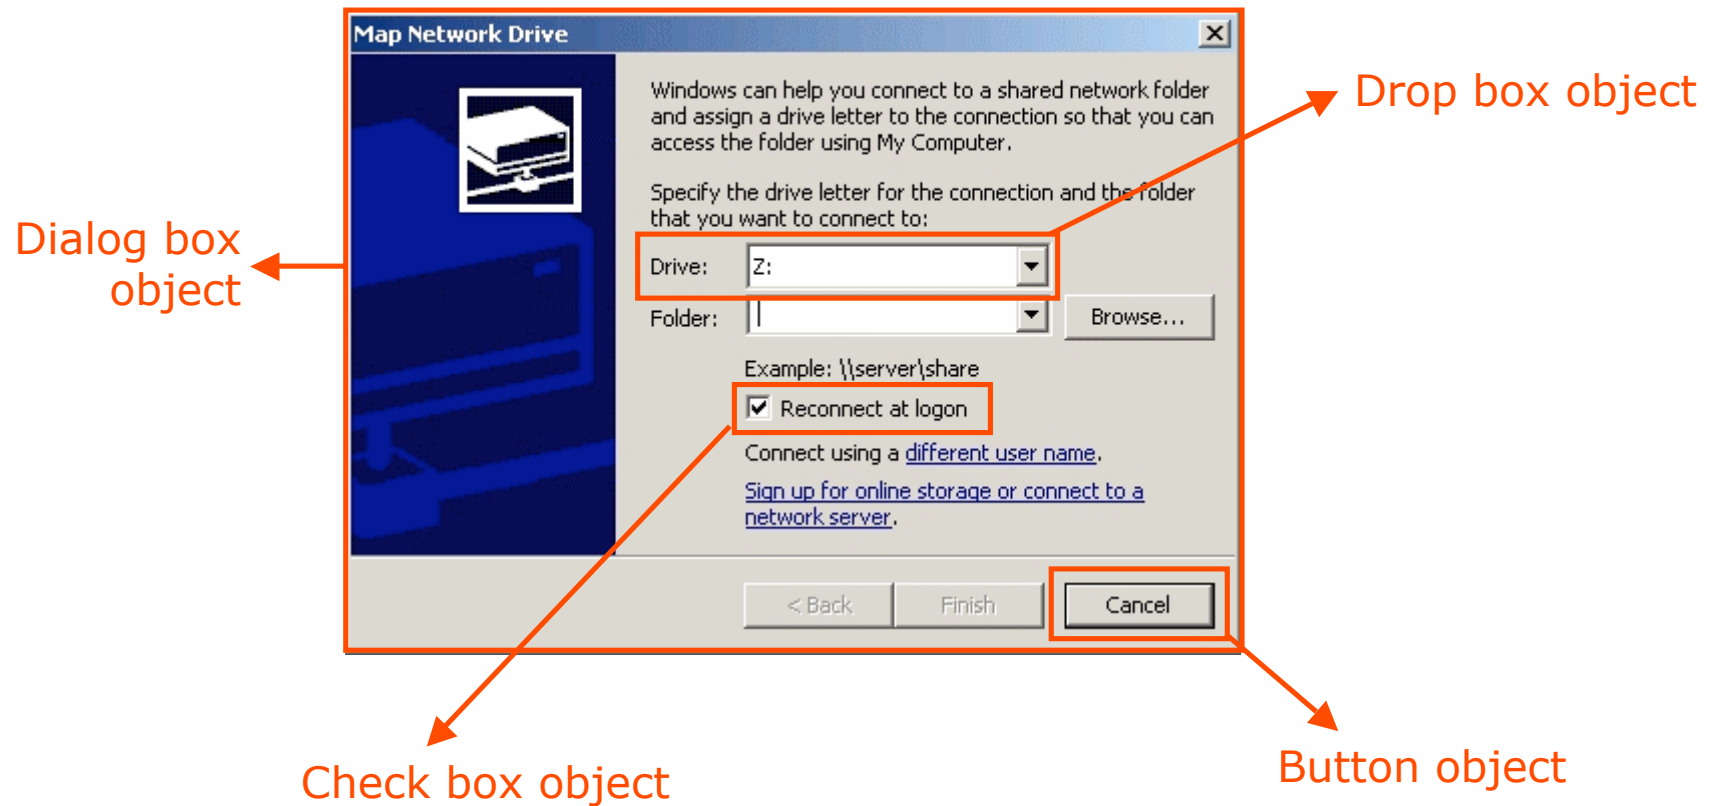 Map Network Drive
Windows can help you connect to a shared network folder
and assign a drive letter to the connection so that you can
access the folder using My Computer.
Drop box object
Specify the drive letter for the connection and the folder
that you want to connect to:
Dialog box
object
Drive: Z:
Folder: Browse...
Example: \\server\share
Reconnect at logon
Connect using a different user name.
Sign up for online storage or connect to a
network server.
< Back Finish Cancel
Check box object
Button object